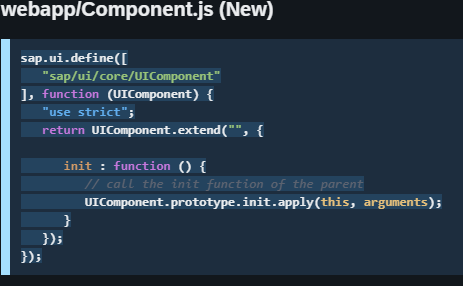 webapp/Component.js (New)
sap.ui.define([
   "sap/ui/core/UIComponent"
], function (UIComponent) {
   "use strict";
   return UIComponent.extend("", {

      init : function () {
         // call the init function of the parent
         UIComponent.prototype.init.apply(this, arguments);
      }
   });
});